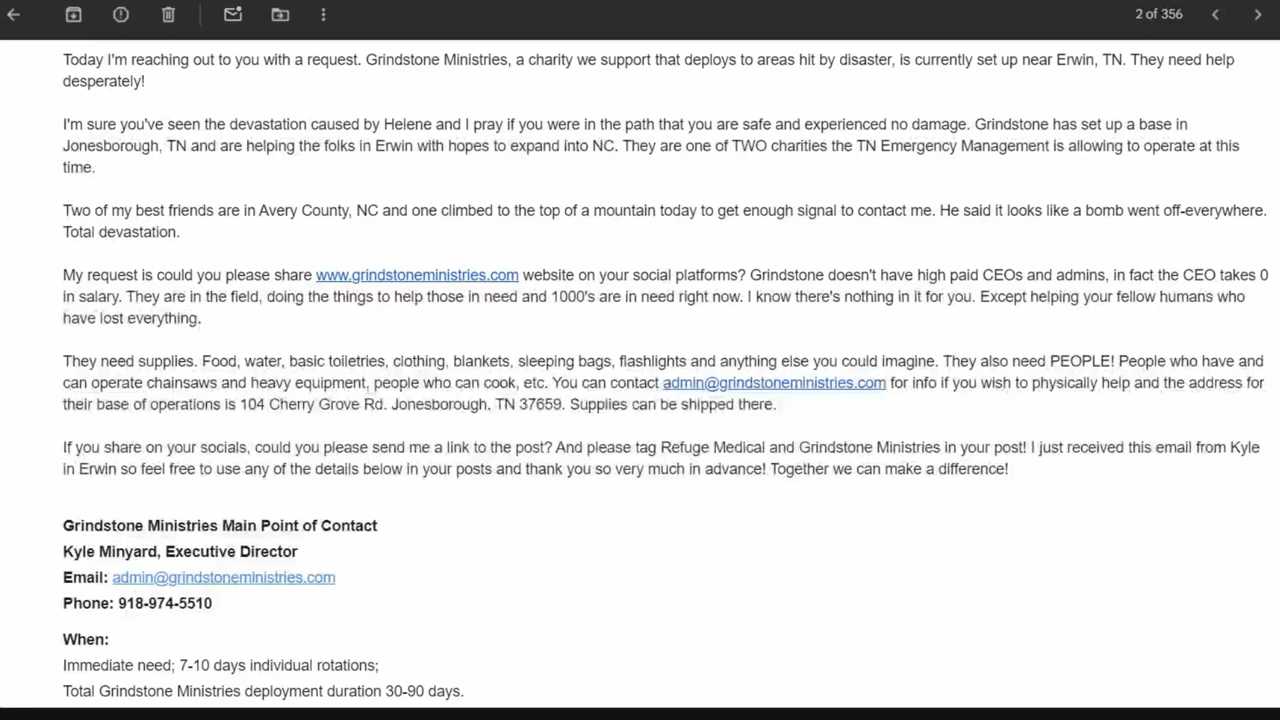 2 of 356
Today I'm reaching out to you with a request. Grindstone Ministries, a charity we support that deploys to areas hit by disaster, is currently set up near Erwin, TN. They need help
desperately!
I'm sure you've seen the devastation caused by Helene and I pray if you were in the path that you are safe and experienced no damage. Grindstone has set up a base in
Jonesborough, TN and are helping the folks in Erwin with hopes to expand into NC. They are one of TWO charities the TN Emergency Management is allowing to operate at this
time.
Two of my best friends are in Avery County, NC and one climbed to the top of a mountain today to get enough signal to contact me. He said it looks like a bomb went off-everywhere.
Total devastation.
My request is could you please share www.grindstoneministries.com website on your social platforms? Grindstone doesn't have high paid CEOs and admins, in fact the CEO takes 0
in salary. They are in the field, doing the things to help those in need and 1000's are in need right now. I know there's nothing in it for you. Except helping your fellow humans who
have lost everything.
They need supplies. Food, water, basic toiletries, clothing, blankets, sleeping bags, flashlights and anything else you could imagine. They also need PEOPLE! People who have and
can operate chainsaws and heavy equipment, people who can cook, etc. You can contact admin@grindstoneministries.com for info if you wish to physically help and the address for
their base of operations is 104 Cherry Grove Rd. Jonesborough. TN 37659. Supplies can be shipped there.
If you share on your socials, could you please send me a link to the post? And please tag Refuge Medical and Grindstone Ministries in your post! I just received this email from Kyle
in Erwin so feel free to use any of the details below in your posts and thank you so very much in advance! Together we can make a difference!
Grindstone Ministries Main Point of Contact
Kyle Minyard, Executive Director
Email: admin@grindstoneministries.com
Phone: 918-974-5510
When:
Immediate need; 7-10 days individual rotations;
Total Grindstone Ministries deployment duration 30-90 days.